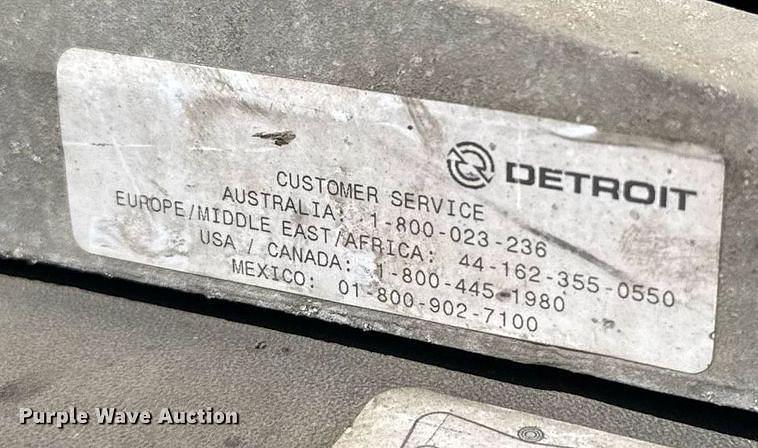 DETROIT
CUSTOMER SERVICE
AUSTRALIA: 1-800-023-236
EUROPE/MIDDLE EAST/AFRICA: 44-162-355-0550
USA / CANADA: 1-800-445-1980
MEXICO: 01-800-902-7100
Purple Wave Auction